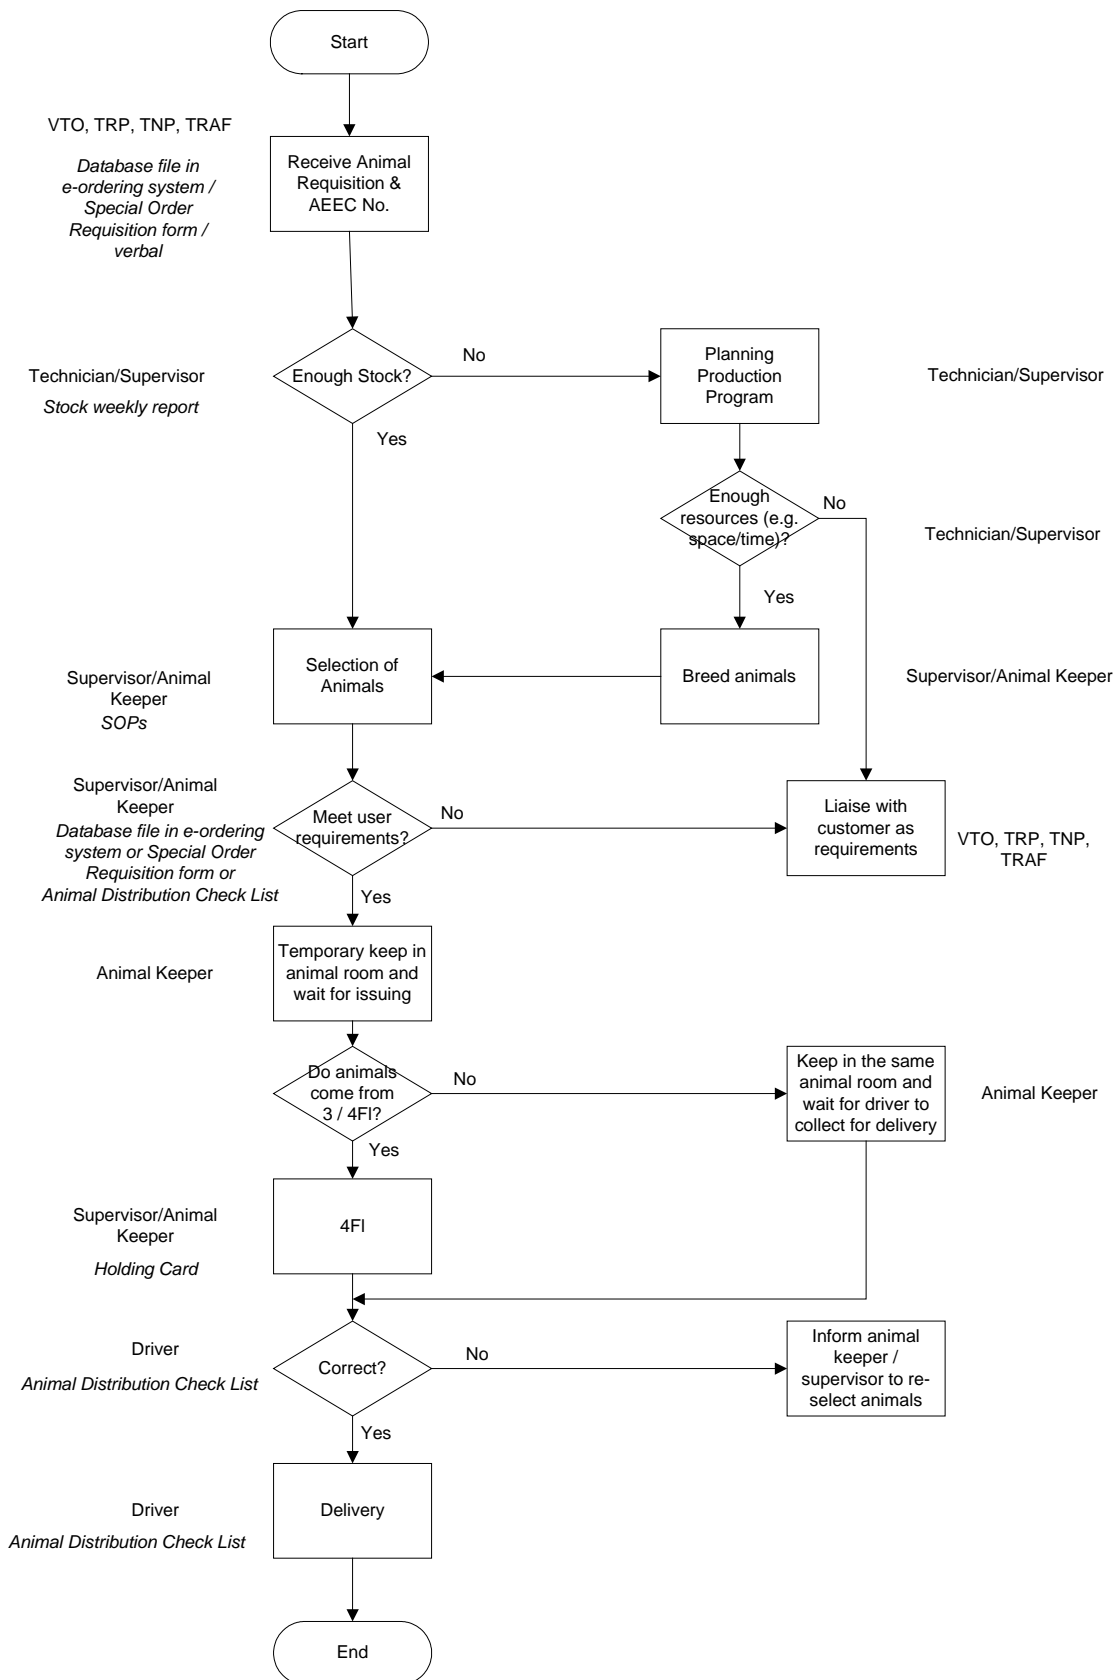 Start
VTO, TRP, TNP, TRAF
Database file in
e-ordering system /
Special Order
Requisition form /
verbal
Receive Animal
Requisition &
AEEC No.
Technician/Supervisor
Stock weekly report
Enough Stock?
No
Yes
Planning
Production
Program
Technician/Supervisor
Enough
resources (e.g.
space/time)?
No
Yes
Technician/Supervisor
Supervisor/Animal
Keeper
SOPs
Selection of
Animals
Breed animals
Supervisor/Animal Keeper
Supervisor/Animal
Keeper
Database file in e-ordering
system or Special Order
Requisition form or
Animal Distribution Check List
Meet user
requirements?
No
Yes
Liaise with
customer as
requirements
VTO, TRP, TNP,
TRAF
Animal Keeper
Temporary keep in
animal room and
wait for issuing
Do animals
come from
3 / 4Fl?
No
Yes
Keep in the same
animal room and
wait for driver to
collect for delivery
Animal Keeper
Supervisor/Animal
Keeper
Holding Card
4Fl
Driver
Animal Distribution Check List
Correct?
No
Yes
Inform animal
keeper /
supervisor to re-
select animals
Driver
Animal Distribution Check List
Delivery
End